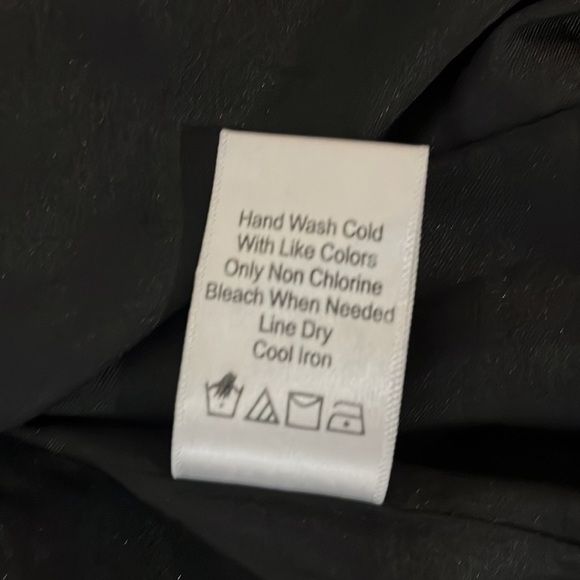 Hand Wash Cold
With Like Colors
Only Non Chlorine
Bleach When Needed
Line Dry
Cool Iron